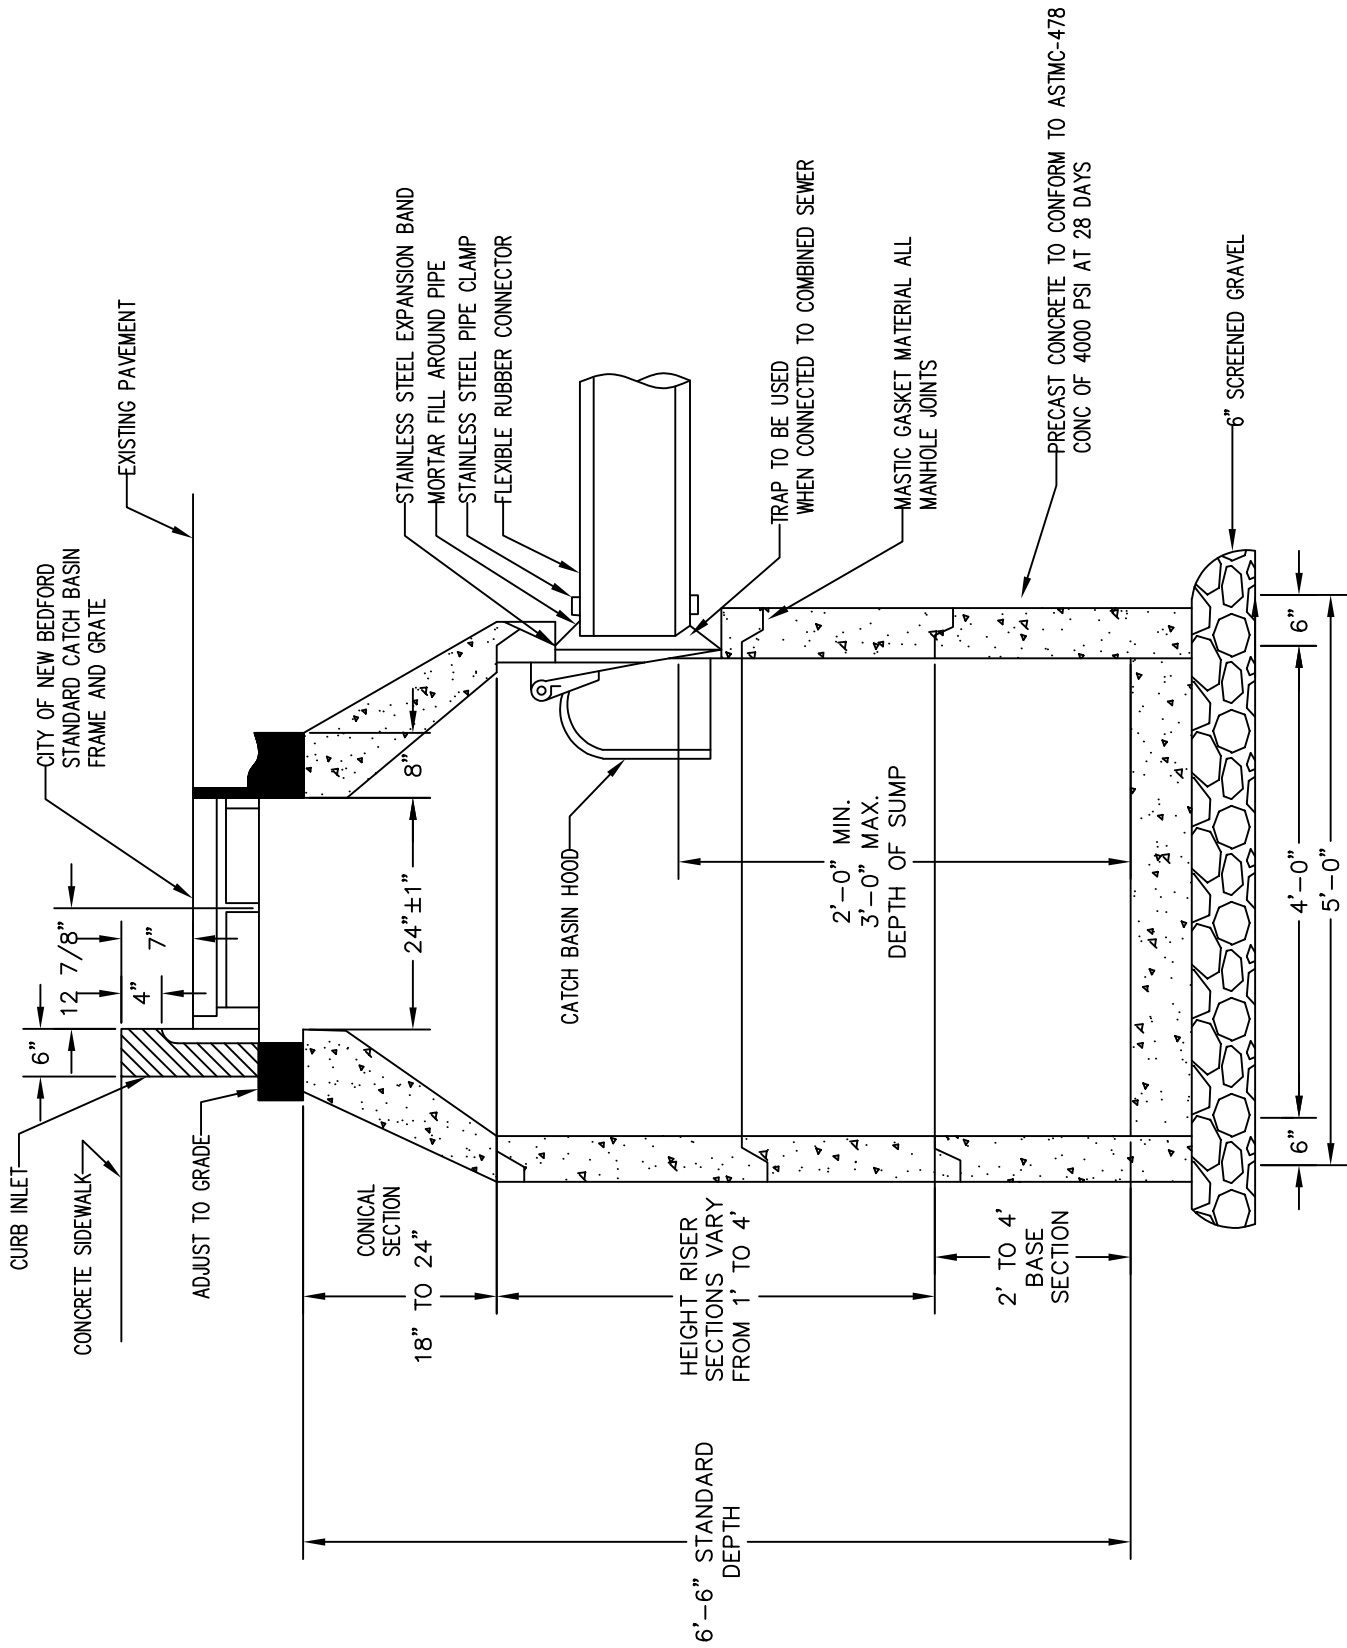 CURB INLET
CONCRETE SIDEWALK
ADJUST TO GRADE
6"
12 7/8"
4"
7"
CITY OF NEW BEDFORD
STANDARD CATCH BASIN
FRAME AND GRATE
EXISTING PAVEMENT
CONICAL
SECTION
18" TO 24"
24"±1"
8"
STAINLESS STEEL EXPANSION BAND
MORTAR FILL AROUND PIPE
STAINLESS STEEL PIPE CLAMP
FLEXIBLE RUBBER CONNECTOR
CATCH BASIN HOOD
TRAP TO BE USED
WHEN CONNECTED TO COMBINED SEWER
MASTIC GASKET MATERIAL ALL
MANHOLE JOINTS
6'-6" STANDARD
DEPTH
HEIGHT RISER
SECTIONS VARY
FROM 1' TO 4'
2'-0" MIN.
3'-0" MAX.
DEPTH OF SUMP
2' TO 4'
BASE
SECTION
PRECAST CONCRETE TO CONFORM TO ASTMC-478
CONC OF 4000 PSI AT 28 DAYS
6" SCREENED GRAVEL
6"
4'-0"
6"
5'-0"